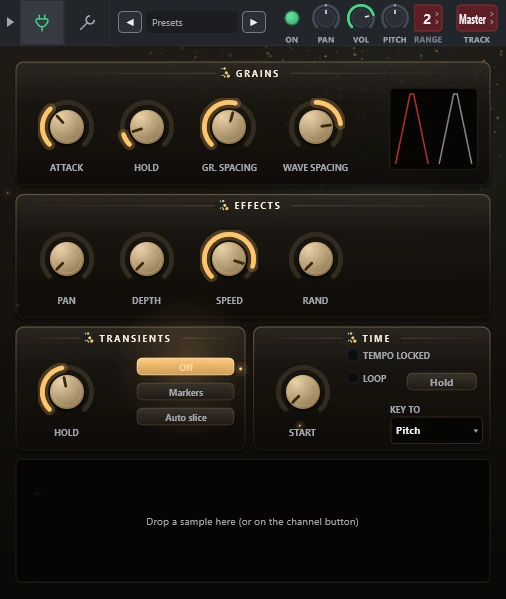 Presets
2
Master
ON
PAN
VOL
PITCH
RANGE
TRACK
GRAINS
ATTACK
HOLD
GR. SPACING
WAVE SPACING
EFFECTS
PAN
DEPTH
SPEED
RAND
TRANSIENTS
Off
Markers
Auto slice
HOLD
TIME
TEMPO LOCKED
LOOP
Hold
START
KEY TO
Pitch
Drop a sample here (or on the channel button)